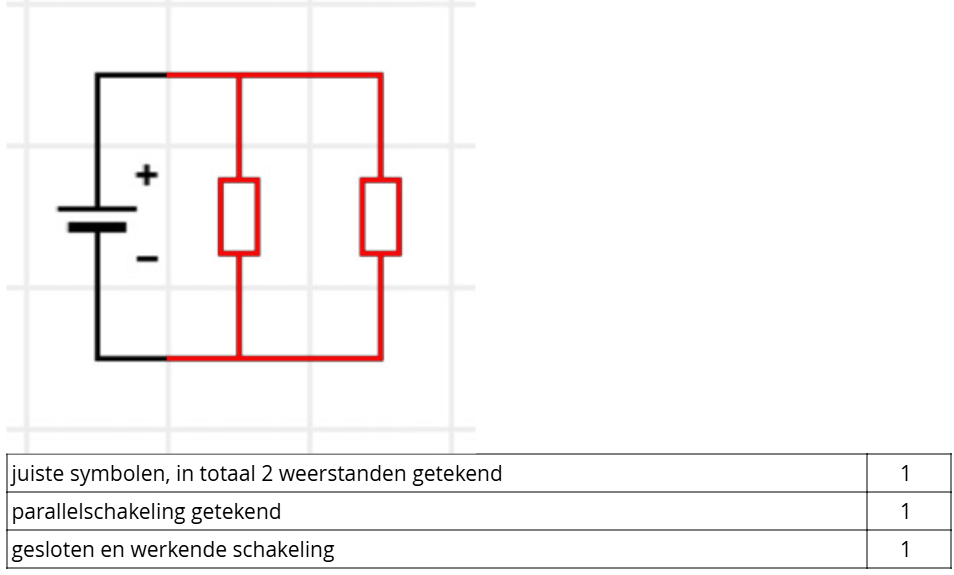 +
−
juiste symbolen, in totaal 2 weerstanden getekend 1
parallelschakeling getekend 1
gesloten en werkende schakeling 1